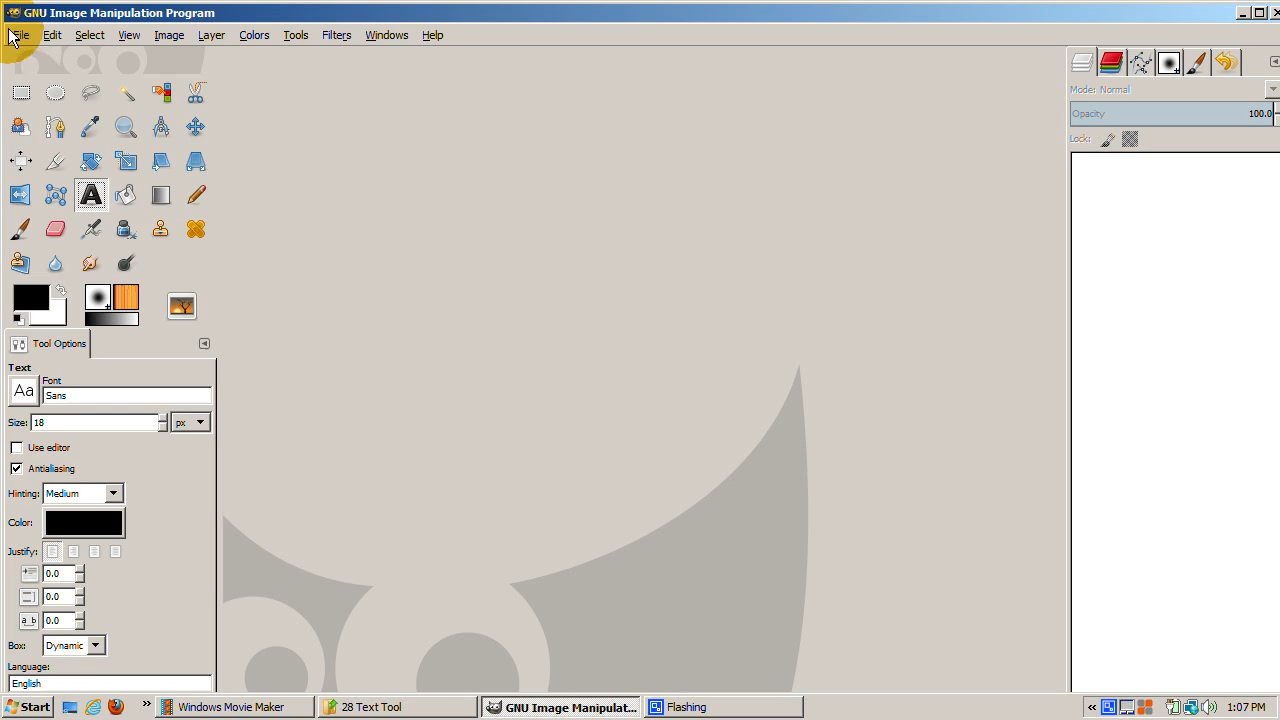 GNU Image Manipulation Program
File Edit Select View Image Layer Colors Tools Filters Windows Help
Mode: Normal
Opacity 100.0
Lock:
A
Tool Options
Text
Font
Aa Sans
Size: 18 px
Use editor
Antialiasing
Hinting: Medium
Color:
Justify:
0.0
0.0
a_b 0.0
Box: Dynamic
Language:
English
Start » Windows Movie Maker 28 Text Tool GNU Image Manipulat... Flashing « 1:07 PM